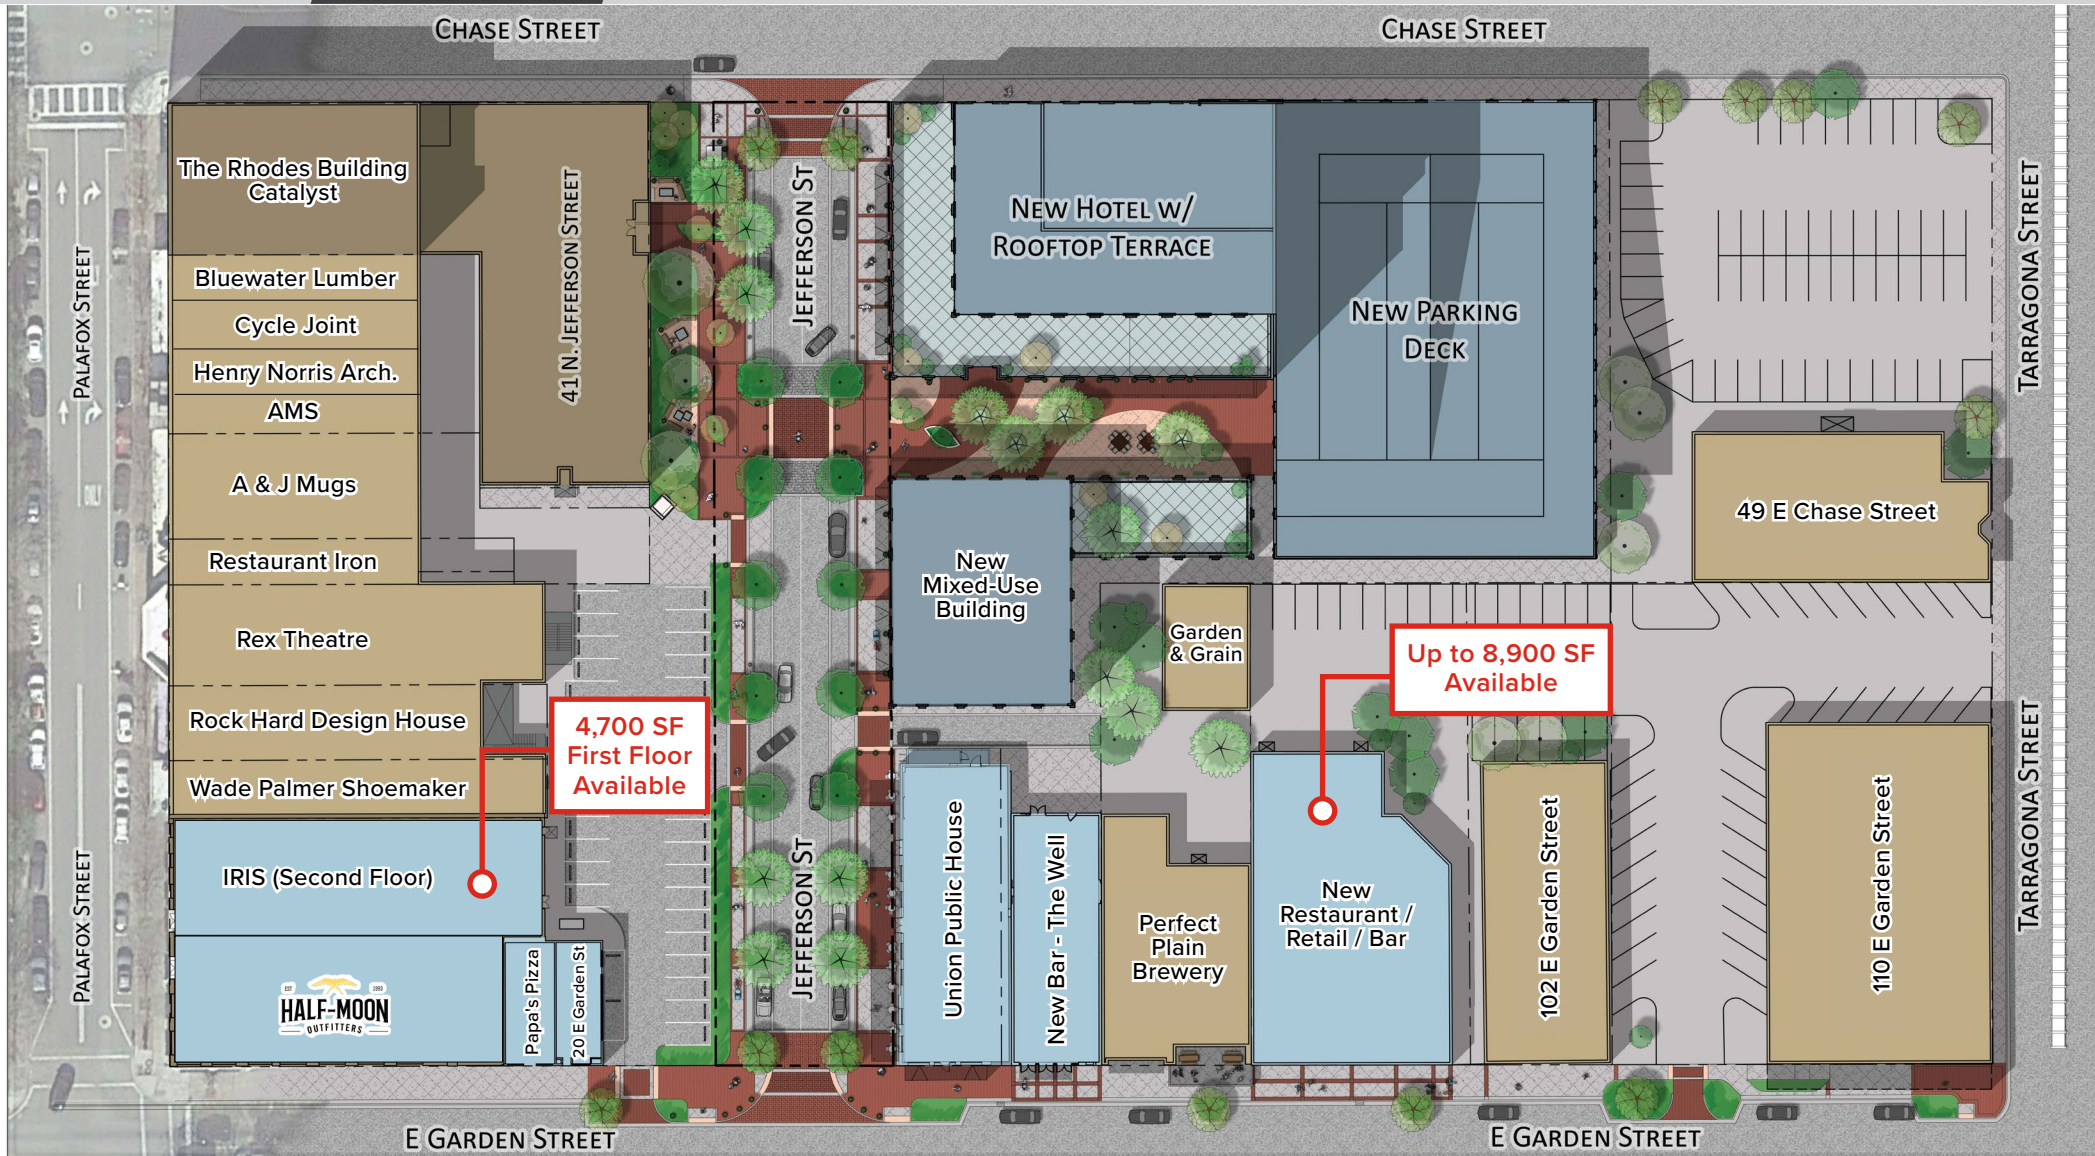 CHASE STREET
CHASE STREET
The Rhodes Building
Catalyst
Bluewater Lumber
Cycle Joint
Henry Norris Arch.
AMS
A & J Mugs
Restaurant Iron
Rex Theatre
Rock Hard Design House
Wade Palmer Shoemaker
IRIS (Second Floor)
EST
1993
HALF-MOON
OUTFITTERS
Papa's Pizza
20 E Garden St
PALAFOX STREET
PALAFOX STREET
41 N. JEFFERSON STREET
4,700 SF
First Floor
Available
JEFFERSON ST
JEFFERSON ST
NEW HOTEL W/
ROOFTOP TERRACE
NEW PARKING
DECK
New
Mixed-Use
Building
Garden
& Grain
Up to 8,900 SF
Available
Union Public House
New Bar - The Well
Perfect
Plain
Brewery
New
Restaurant /
Retail / Bar
102 E Garden Street
110 E Garden Street
49 E Chase Street
TARRAGONA STREET
TARRAGONA STREET
E GARDEN STREET
E GARDEN STREET